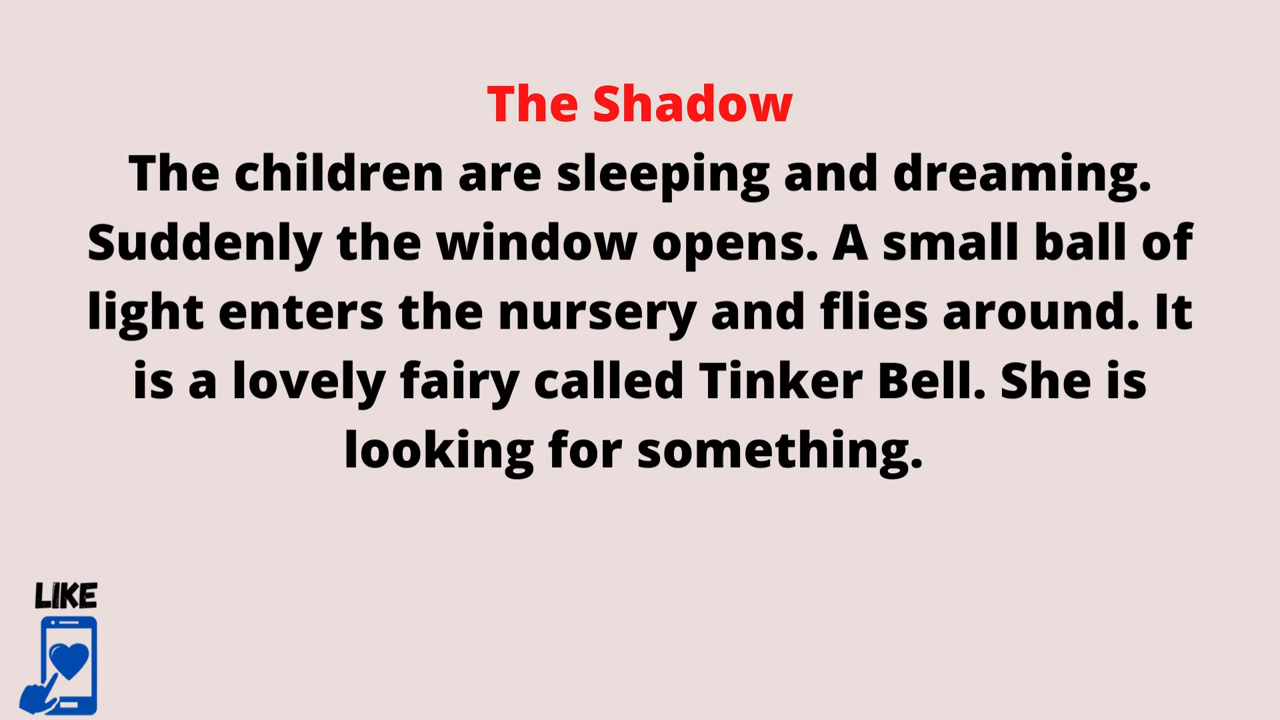 The Shadow
The children are sleeping and dreaming.
Suddenly the window opens. A small ball of
light enters the nursery and flies around. It
is a lovely fairy called Tinker Bell. She is
looking for something.
LIKE